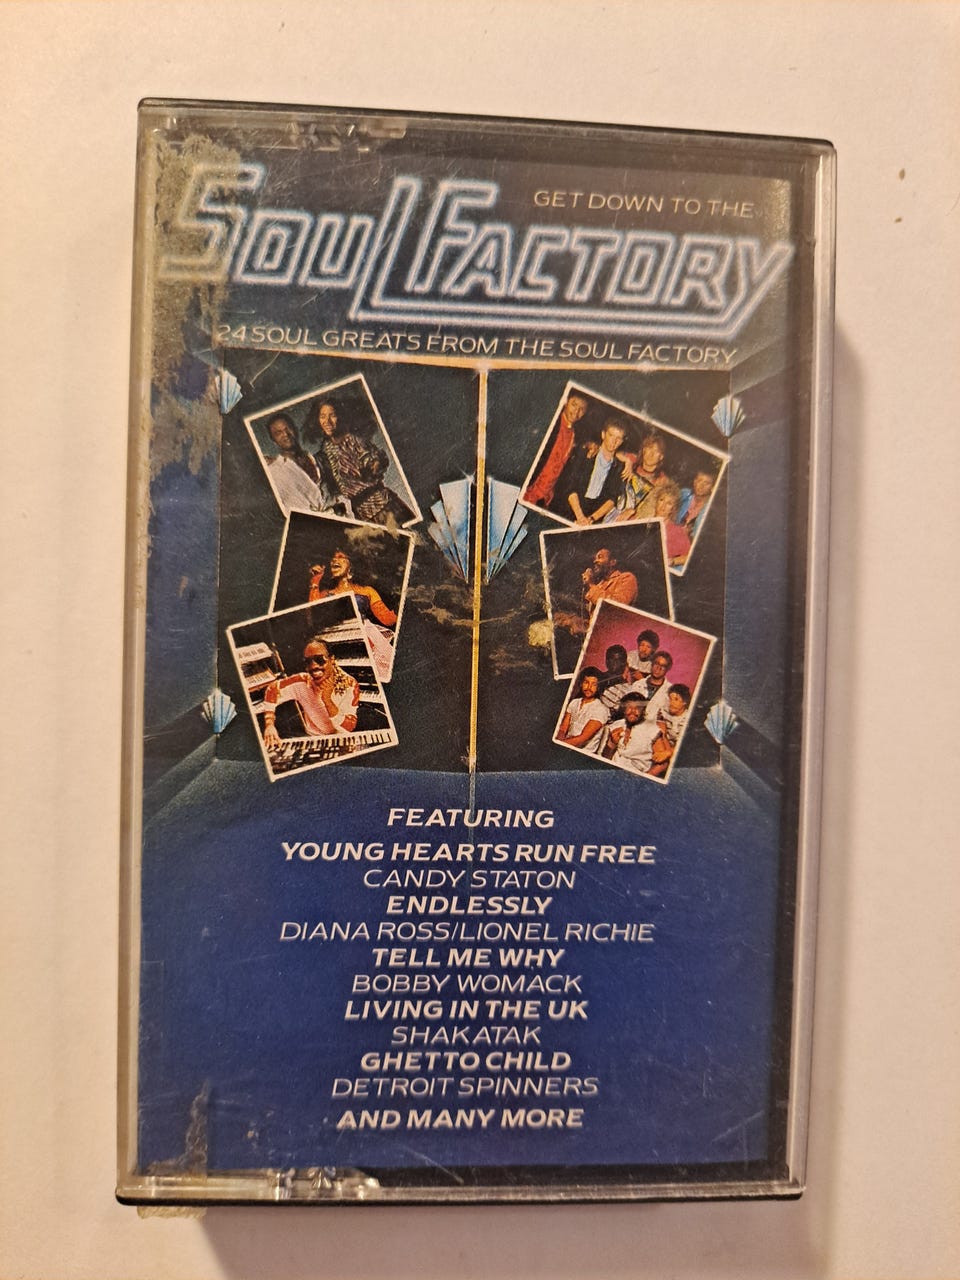 GET DOWN TO THE
SOUL FACTORY
24 SOUL GREATS FROM THE SOUL FACTORY
FEATURING
YOUNG HEARTS RUN FREE
CANDY STATON
ENDLESSLY
DIANA ROSS/LIONEL RICHIE
TELL ME WHY
BOBBY WOMACK
LIVING IN THE UK
SHAKATAK
GHETTO CHILD
DETROIT SPINNERS
AND MANY MORE